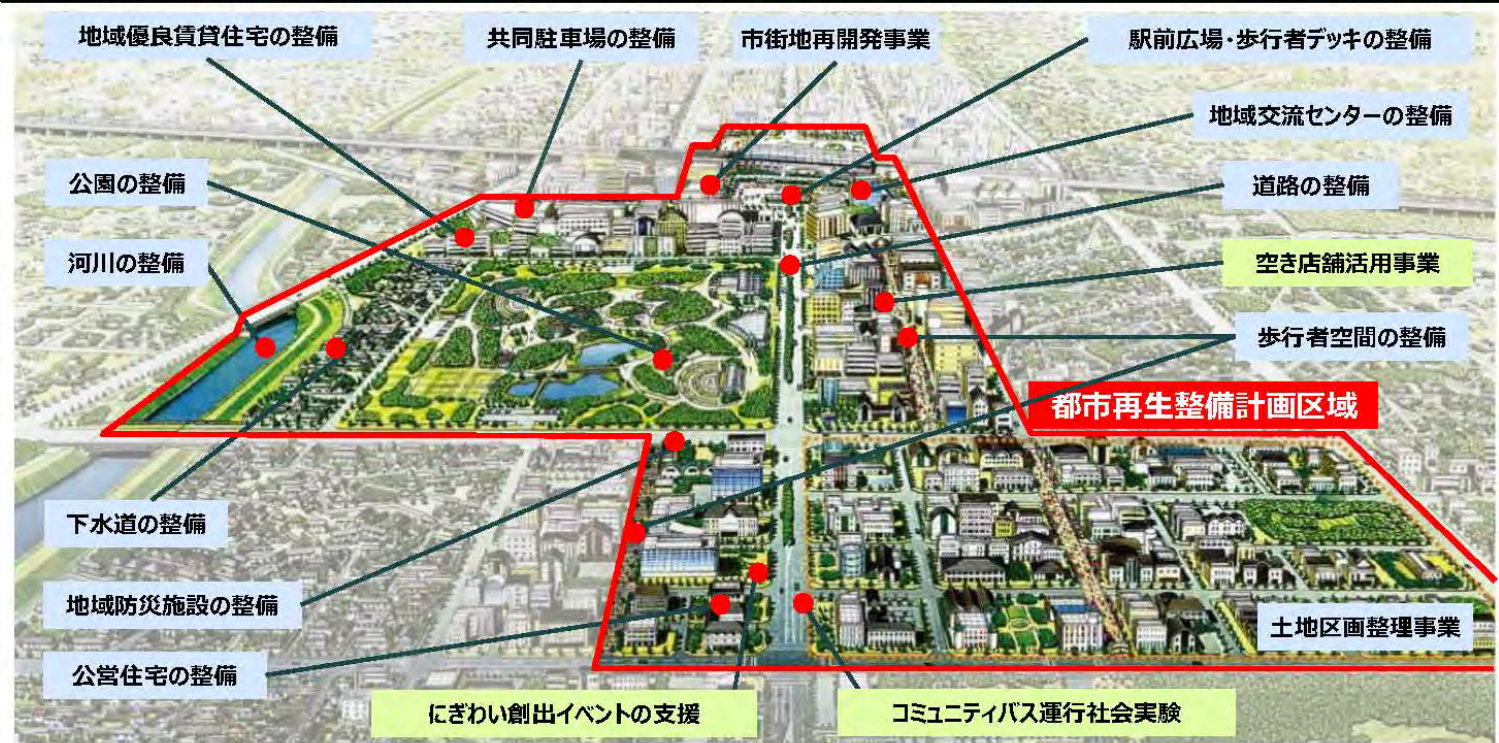 地域優良賃貸住宅の整備
共同駐車場の整備
市街地再開発事業
駅前広場・歩行者デッキの整備
地域交流センターの整備
公園の整備
道路の整備
河川の整備
空き店舗活用事業
歩行者空間の整備
都市再生整備計画区域
下水道の整備
地域防災施設の整備
土地区画整理事業
公営住宅の整備
にぎわい創出イベントの支援
コミュニティバス運行社会実験